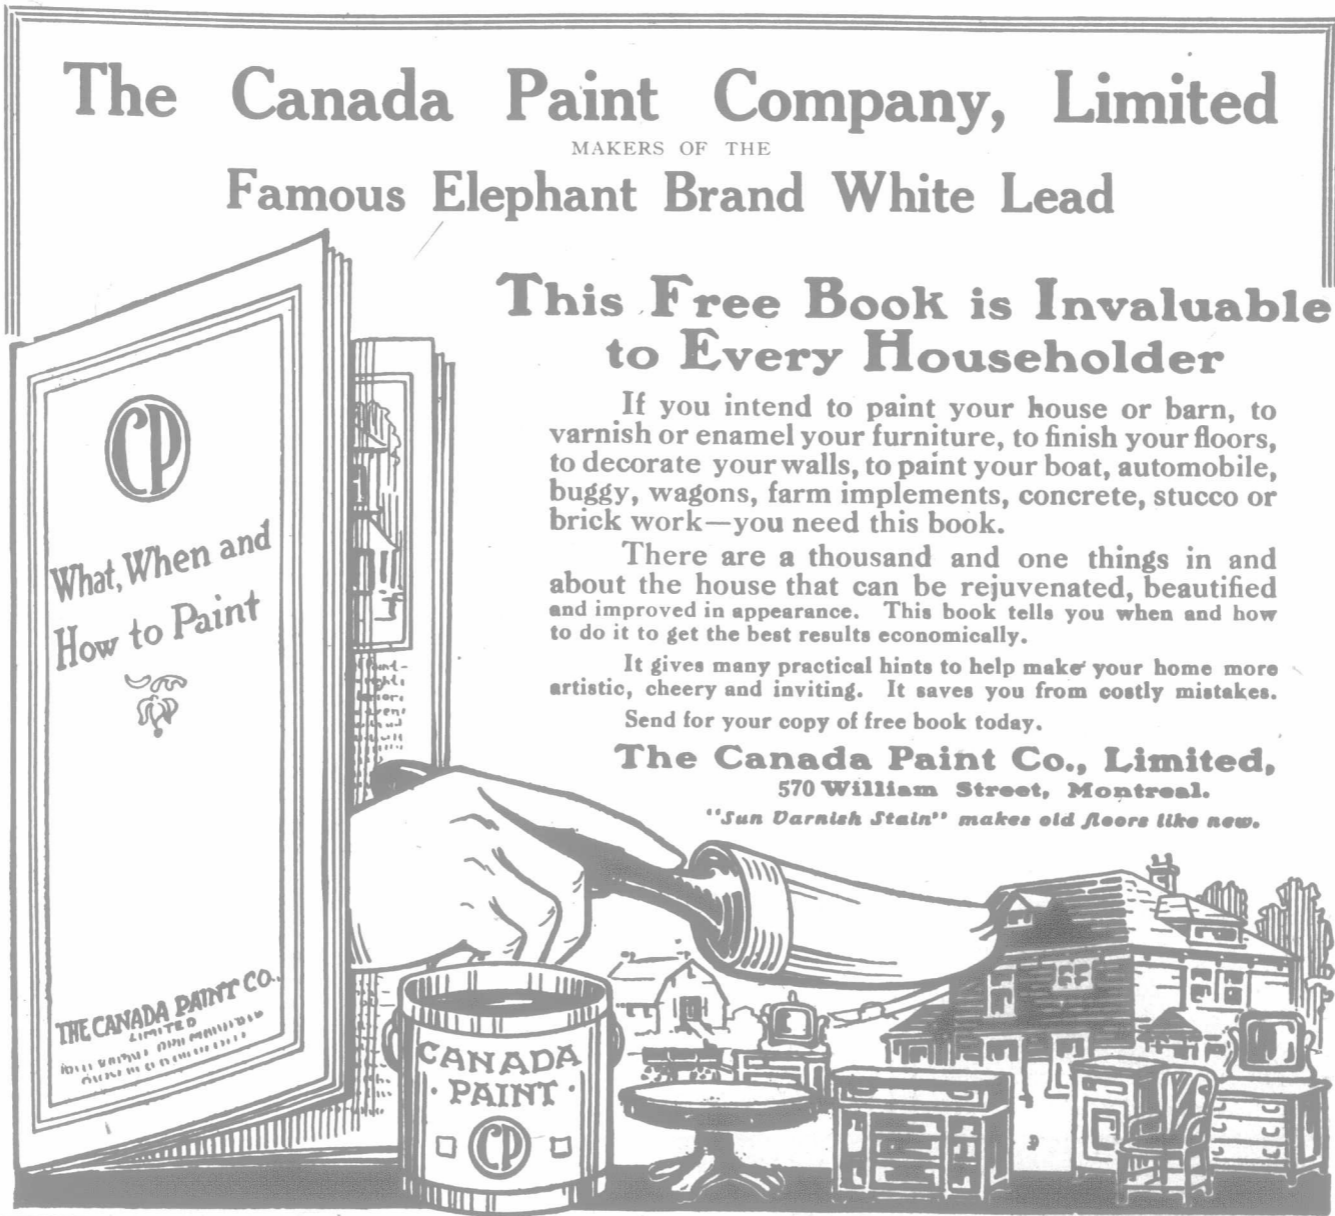 The Canada Paint Company, Limited
MAKERS OF THE
Famous Elephant Brand White Lead
This Free Book is Invaluable
to Every Householder
If you intend to paint your house or barn, to
varnish or enamel your furniture, to finish your floors,
to decorate your walls, to paint your boat, automobile,
buggy, wagons, farm implements, concrete, stucco or
brick work—you need this book.
There are a thousand and one things in and
about the house that can be rejuvenated, beautified
and improved in appearance. This book tells you when and how
to do it to get the best results economically.
It gives many practical hints to help make your home more
artistic, cheery and inviting. It saves you from costly mistakes.
Send for your copy of free book today.
The Canada Paint Co., Limited,
570 William Street, Montreal.
"Sun Varnish Stain" makes old floors like new.
CP
What, When and
How to Paint
THE CANADA PAINT CO.,
LIMITED
CANADA
· PAINT ·
CP